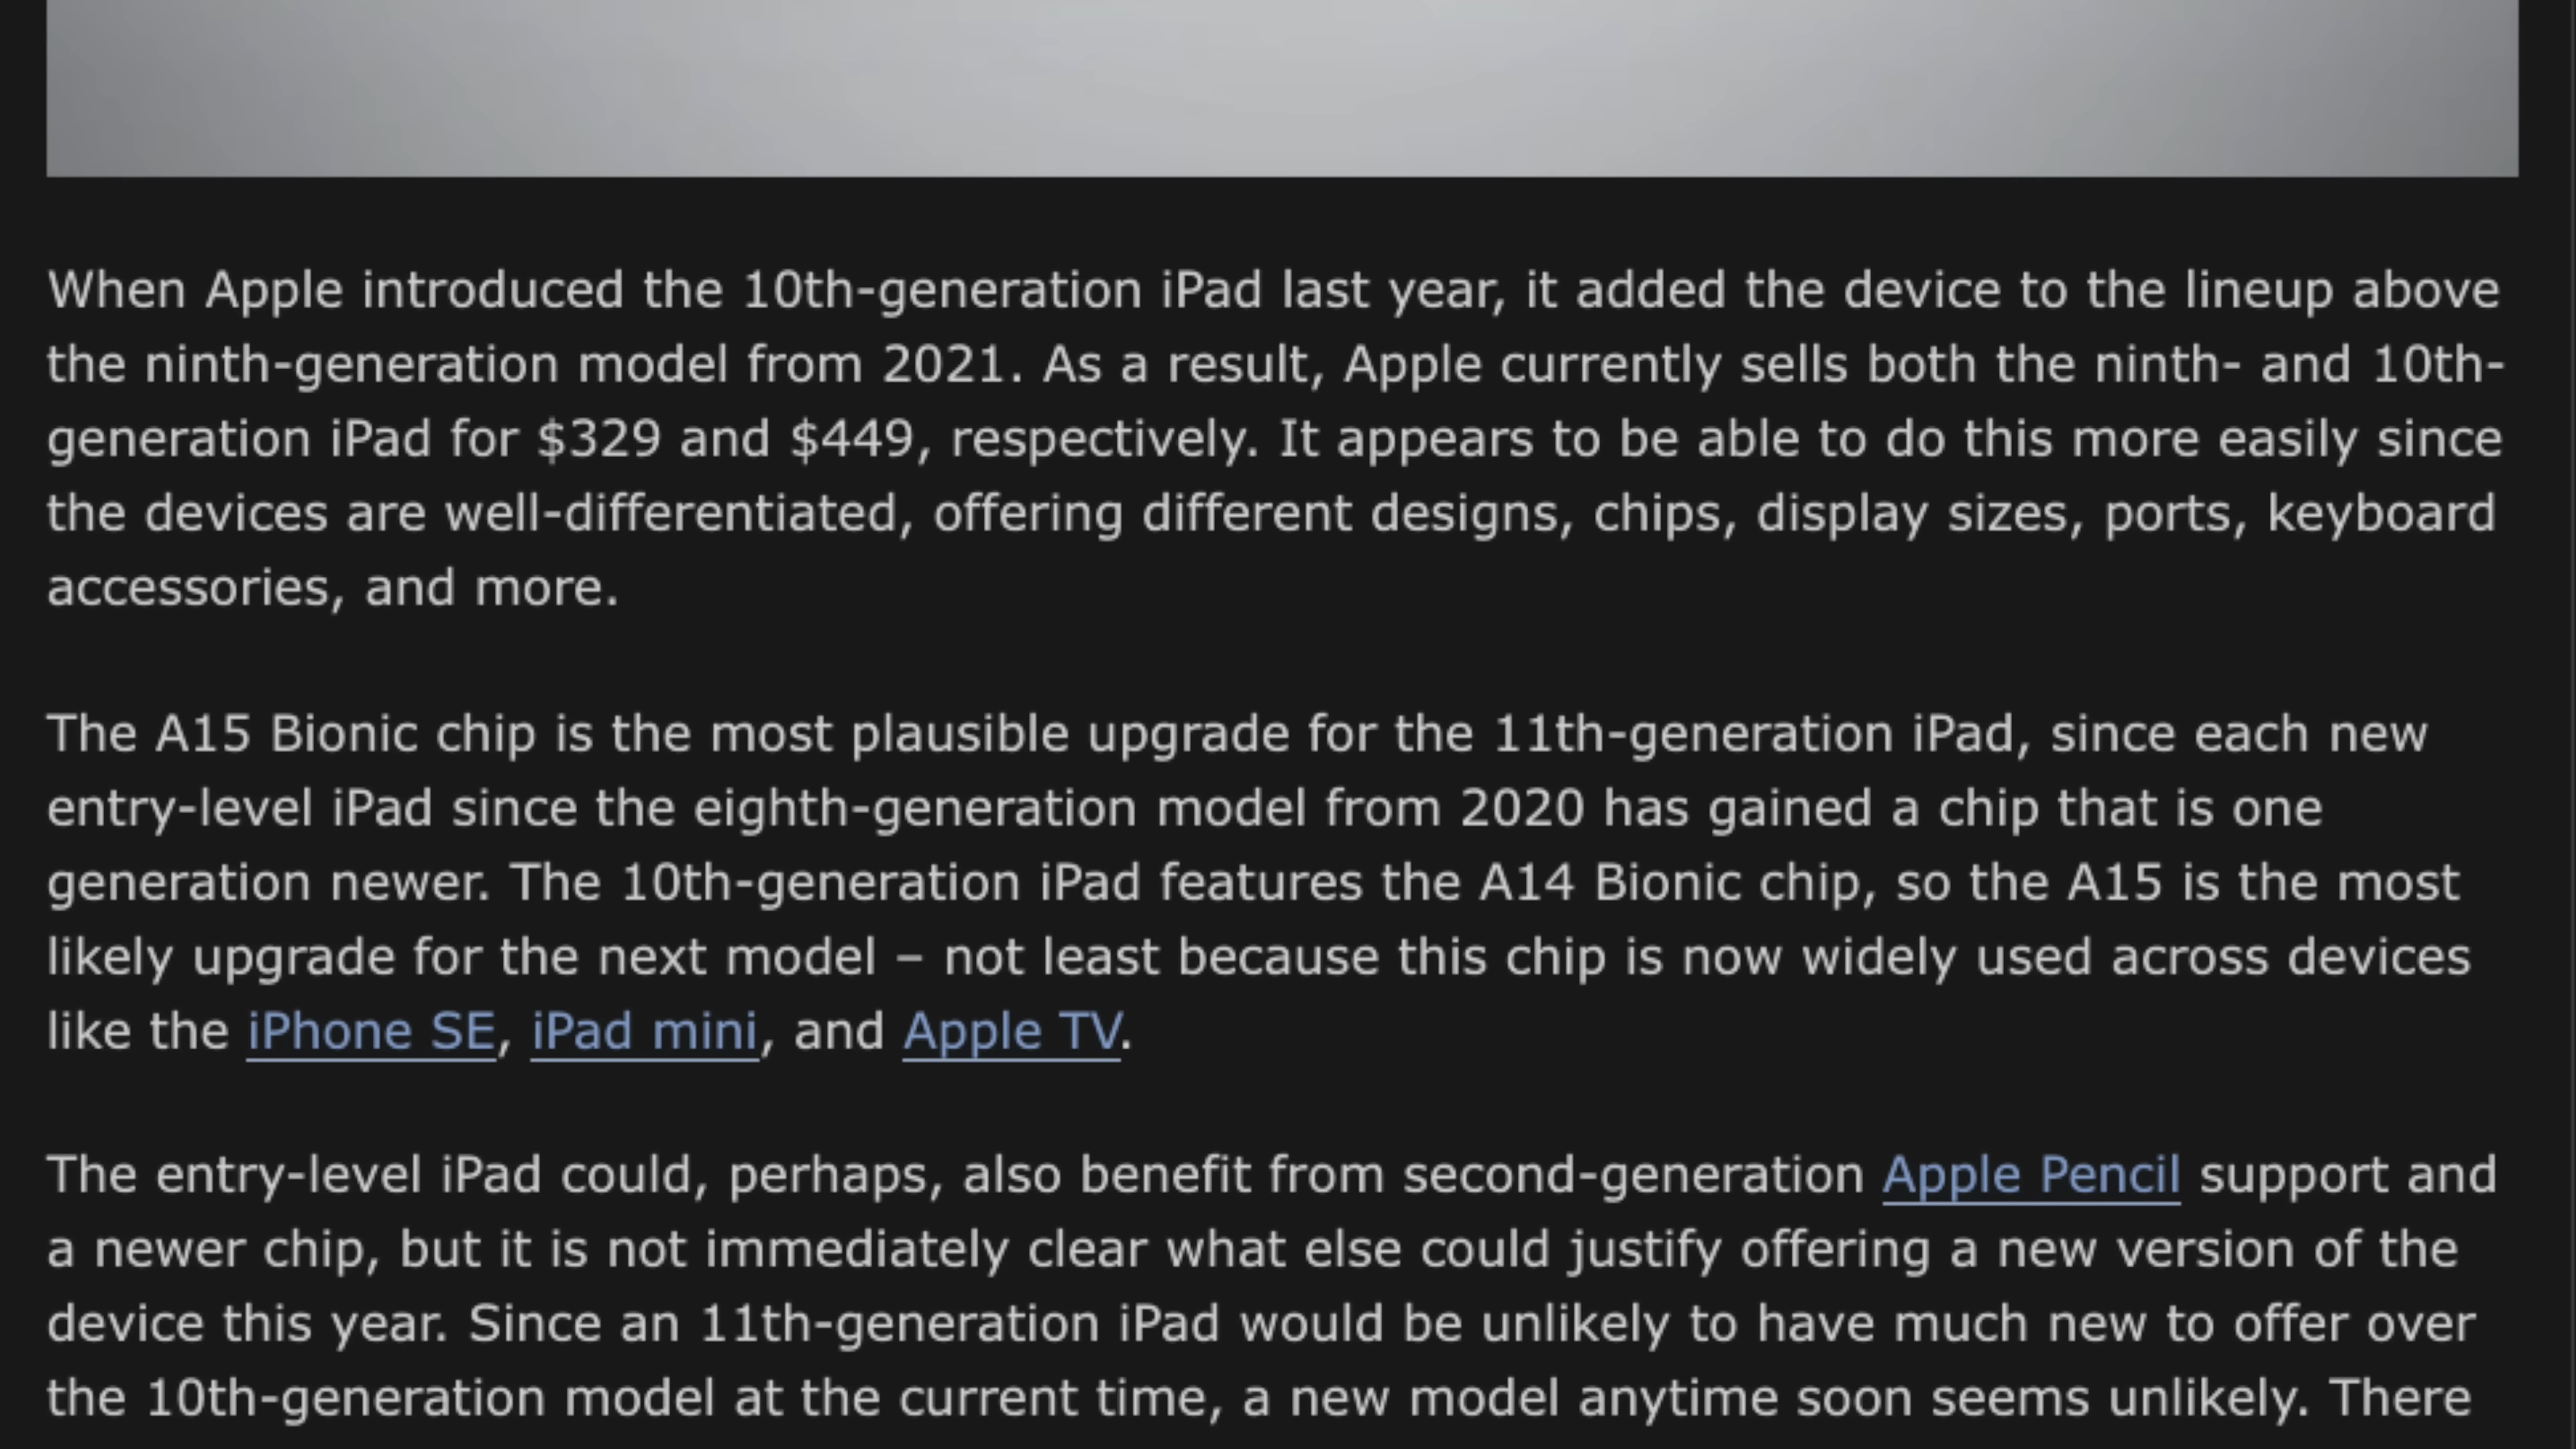 When Apple introduced the 10th-generation iPad last year, it added the device to the lineup above
the ninth-generation model from 2021. As a result, Apple currently sells both the ninth- and 10th-
generation iPad for $329 and $449, respectively. It appears to be able to do this more easily since
the devices are well-differentiated, offering different designs, chips, display sizes, ports, keyboard
accessories, and more.
The A15 Bionic chip is the most plausible upgrade for the 11th-generation iPad, since each new
entry-level iPad since the eighth-generation model from 2020 has gained a chip that is one
generation newer. The 10th-generation iPad features the A14 Bionic chip, so the A15 is the most
likely upgrade for the next model – not least because this chip is now widely used across devices
like the iPhone SE, iPad mini, and Apple TV.
The entry-level iPad could, perhaps, also benefit from second-generation Apple Pencil support and
a newer chip, but it is not immediately clear what else could justify offering a new version of the
device this year. Since an 11th-generation iPad would be unlikely to have much new to offer over
the 10th-generation model at the current time, a new model anytime soon seems unlikely. There